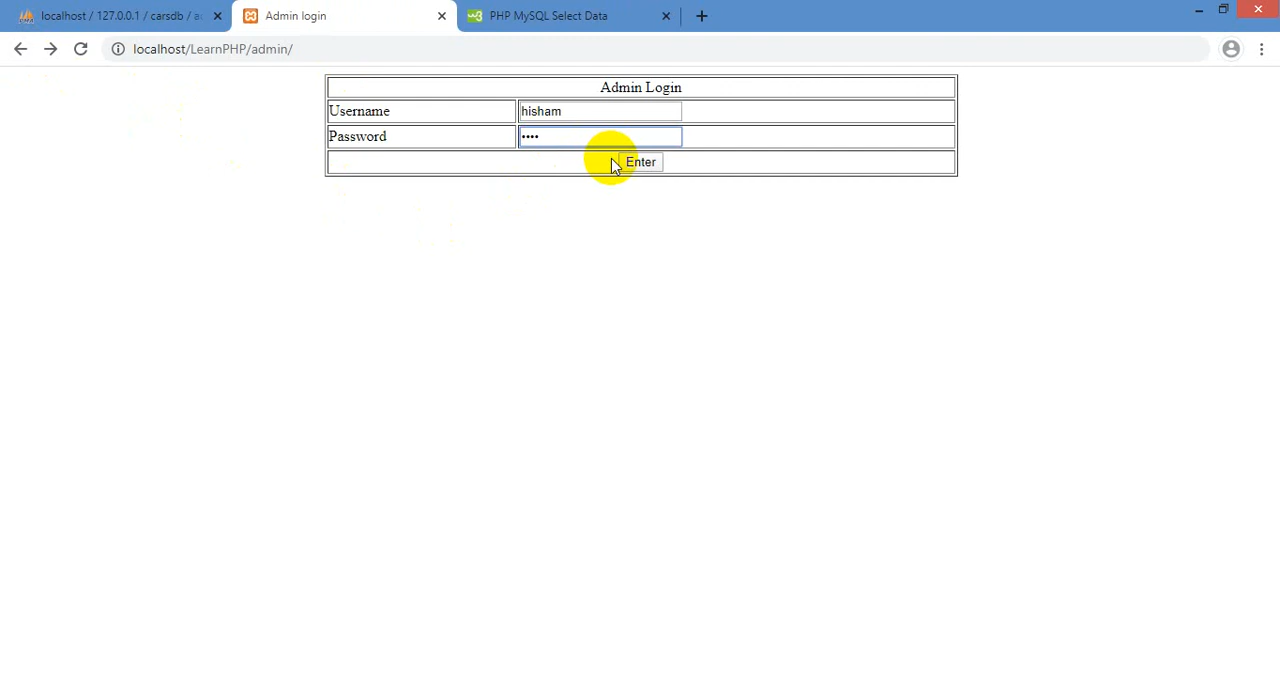 localhost / 127.0.0.1 / carsdb /
Admin login
PHP MySQL Select Data
localhost/LearnPHP/admin/
Admin Login
Username hisham
Password ••••
Enter